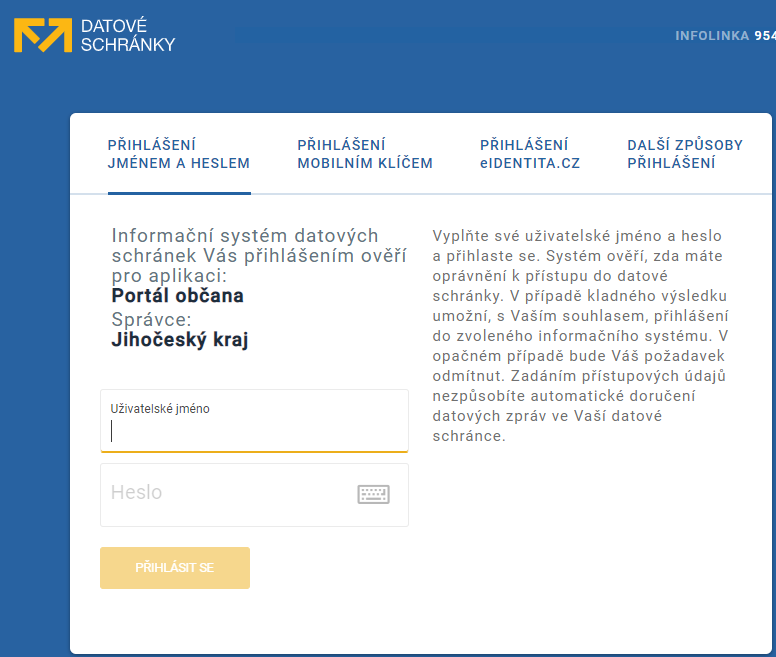 DATOVÉ
SCHRÁNKY
INFOLINKA 954
PŘIHLÁŠENÍ
JMÉNEM A HESLEM
PŘIHLÁŠENÍ
MOBILNÍM KLÍČEM
PŘIHLÁŠENÍ
eIDENTITA.CZ
DALŠÍ ZPŮSOBY
PŘIHLÁŠENÍ
Informační systém datových
schránek Vás přihlášením ověří
pro aplikaci:
Portál občana
Správce:
Jihočeský kraj
Uživatelské jméno
Heslo
PŘIHLÁSIT SE
Vyplňte své uživatelské jméno a heslo
a přihlaste se. Systém ověří, zda máte
oprávnění k přístupu do datové
schránky. V případě kladného výsledku
umožní, s Vaším souhlasem, přihlášení
do zvoleného informačního systému. V
opačném případě bude Váš požadavek
odmítnut. Zadáním přístupových údajů
nezpůsobíte automatické doručení
datových zpráv ve Vaší datové
schránce.